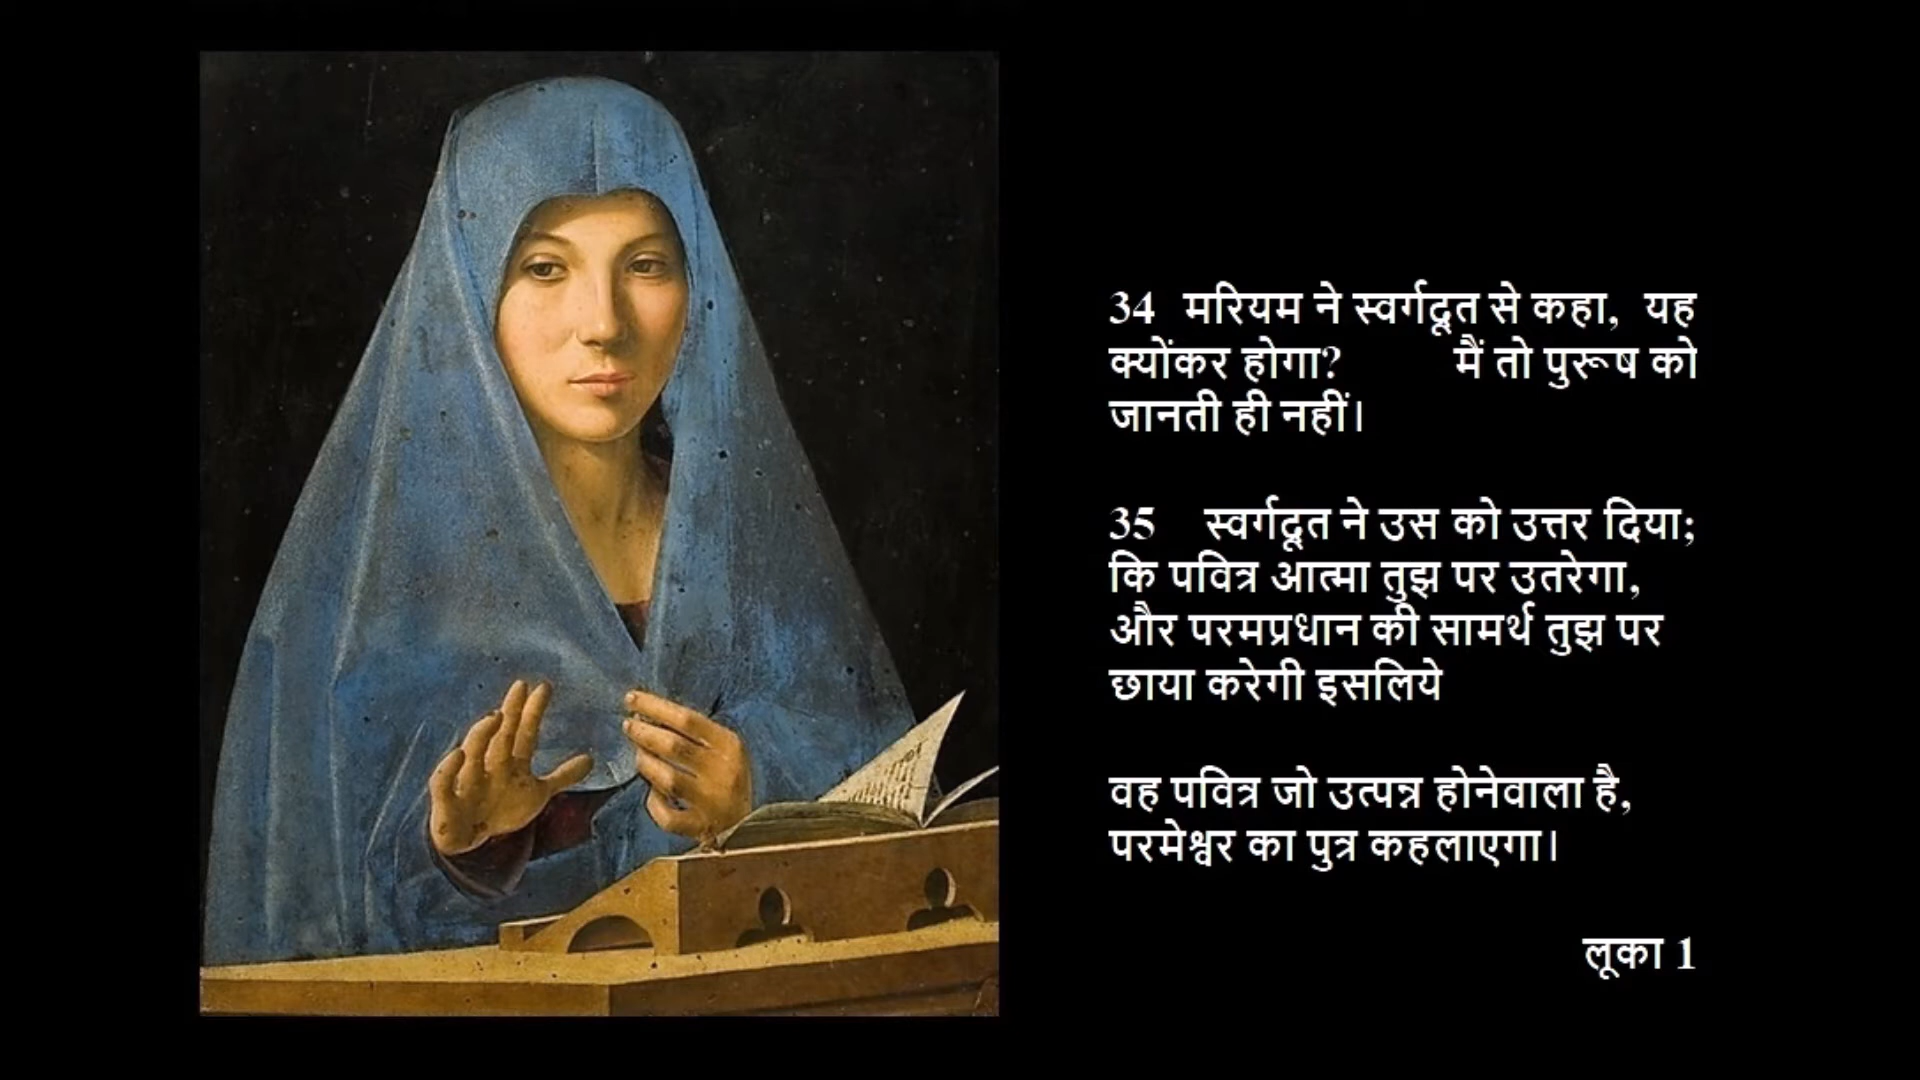 34 मरियम ने स्वर्गदूत से कहा, यह
क्योंकर होगा? मैं तो पुरूष को
जानती ही नहीं।
35 स्वर्गदूत ने उस को उत्तर दिया;
कि पवित्र आत्मा तुझ पर उतरेगा,
और परमप्रधान की सामर्थ तुझ पर
छाया करेगी इसलिये
वह पवित्र जो उत्पन्न होनेवाला है,
परमेश्वर का पुत्र कहलाएगा।
लूका 1